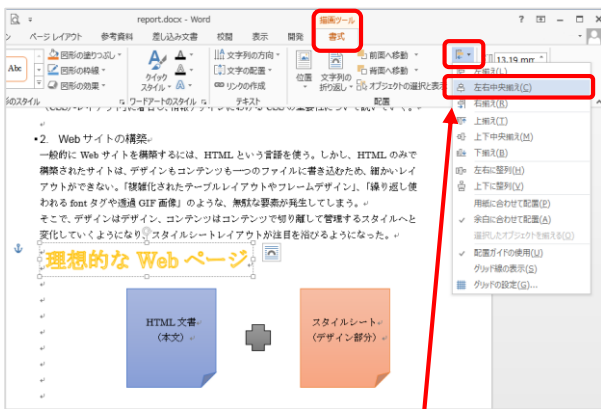 report.docx - Word
描画ツール
ページレイアウト 参考資料 差し込み文書 校閲 表示 開発 書式
Abc
図形の塗りつぶし
図形の枠線
図形の効果
クイック
スタイル
文字列の方向
文字の配置
リンクの作成
位置
文字列の
折り返し
前面へ移動
背面へ移動
オブジェクトの選択と表示
13.19 mm
のスタイル
ワードアートのスタイル
テキスト
配置
左揃え(L)
左右中央揃え(C)
右揃え(R)
上揃え(T)
上下中央揃え(M)
下揃え(B)
左右に整列(H)
上下に整列(V)
用紙に合わせて配置(P)
余白に合わせて配置(A)
選択したオブジェクトを揃える(O)
配置ガイドの使用(U)
グリッド線の表示(S)
グリッドの設定(G)...
2. Web サイトの構築
一般的に Web サイトを構築するには、HTML という言語を使う。しかし、HTML のみで
構築されたサイトは、デザインもコンテンツも一つのファイルに書き込むため、細かいレイ
アウトができない。「複雑化されたテーブルレイアウトやフレームデザイン」、「繰り返し使
われる font タグや透過 GIF 画像」のような、無駄な要素が発生してしまう。
そこで、デザインはデザイン、コンテンツはコンテンツで切り離して管理するスタイルへと
変化していくようになり、スタイルシートレイアウトが注目を浴びるようになった。
理想的な Web ページ
HTML 文書
（本文）
スタイルシート
（デザイン部分）